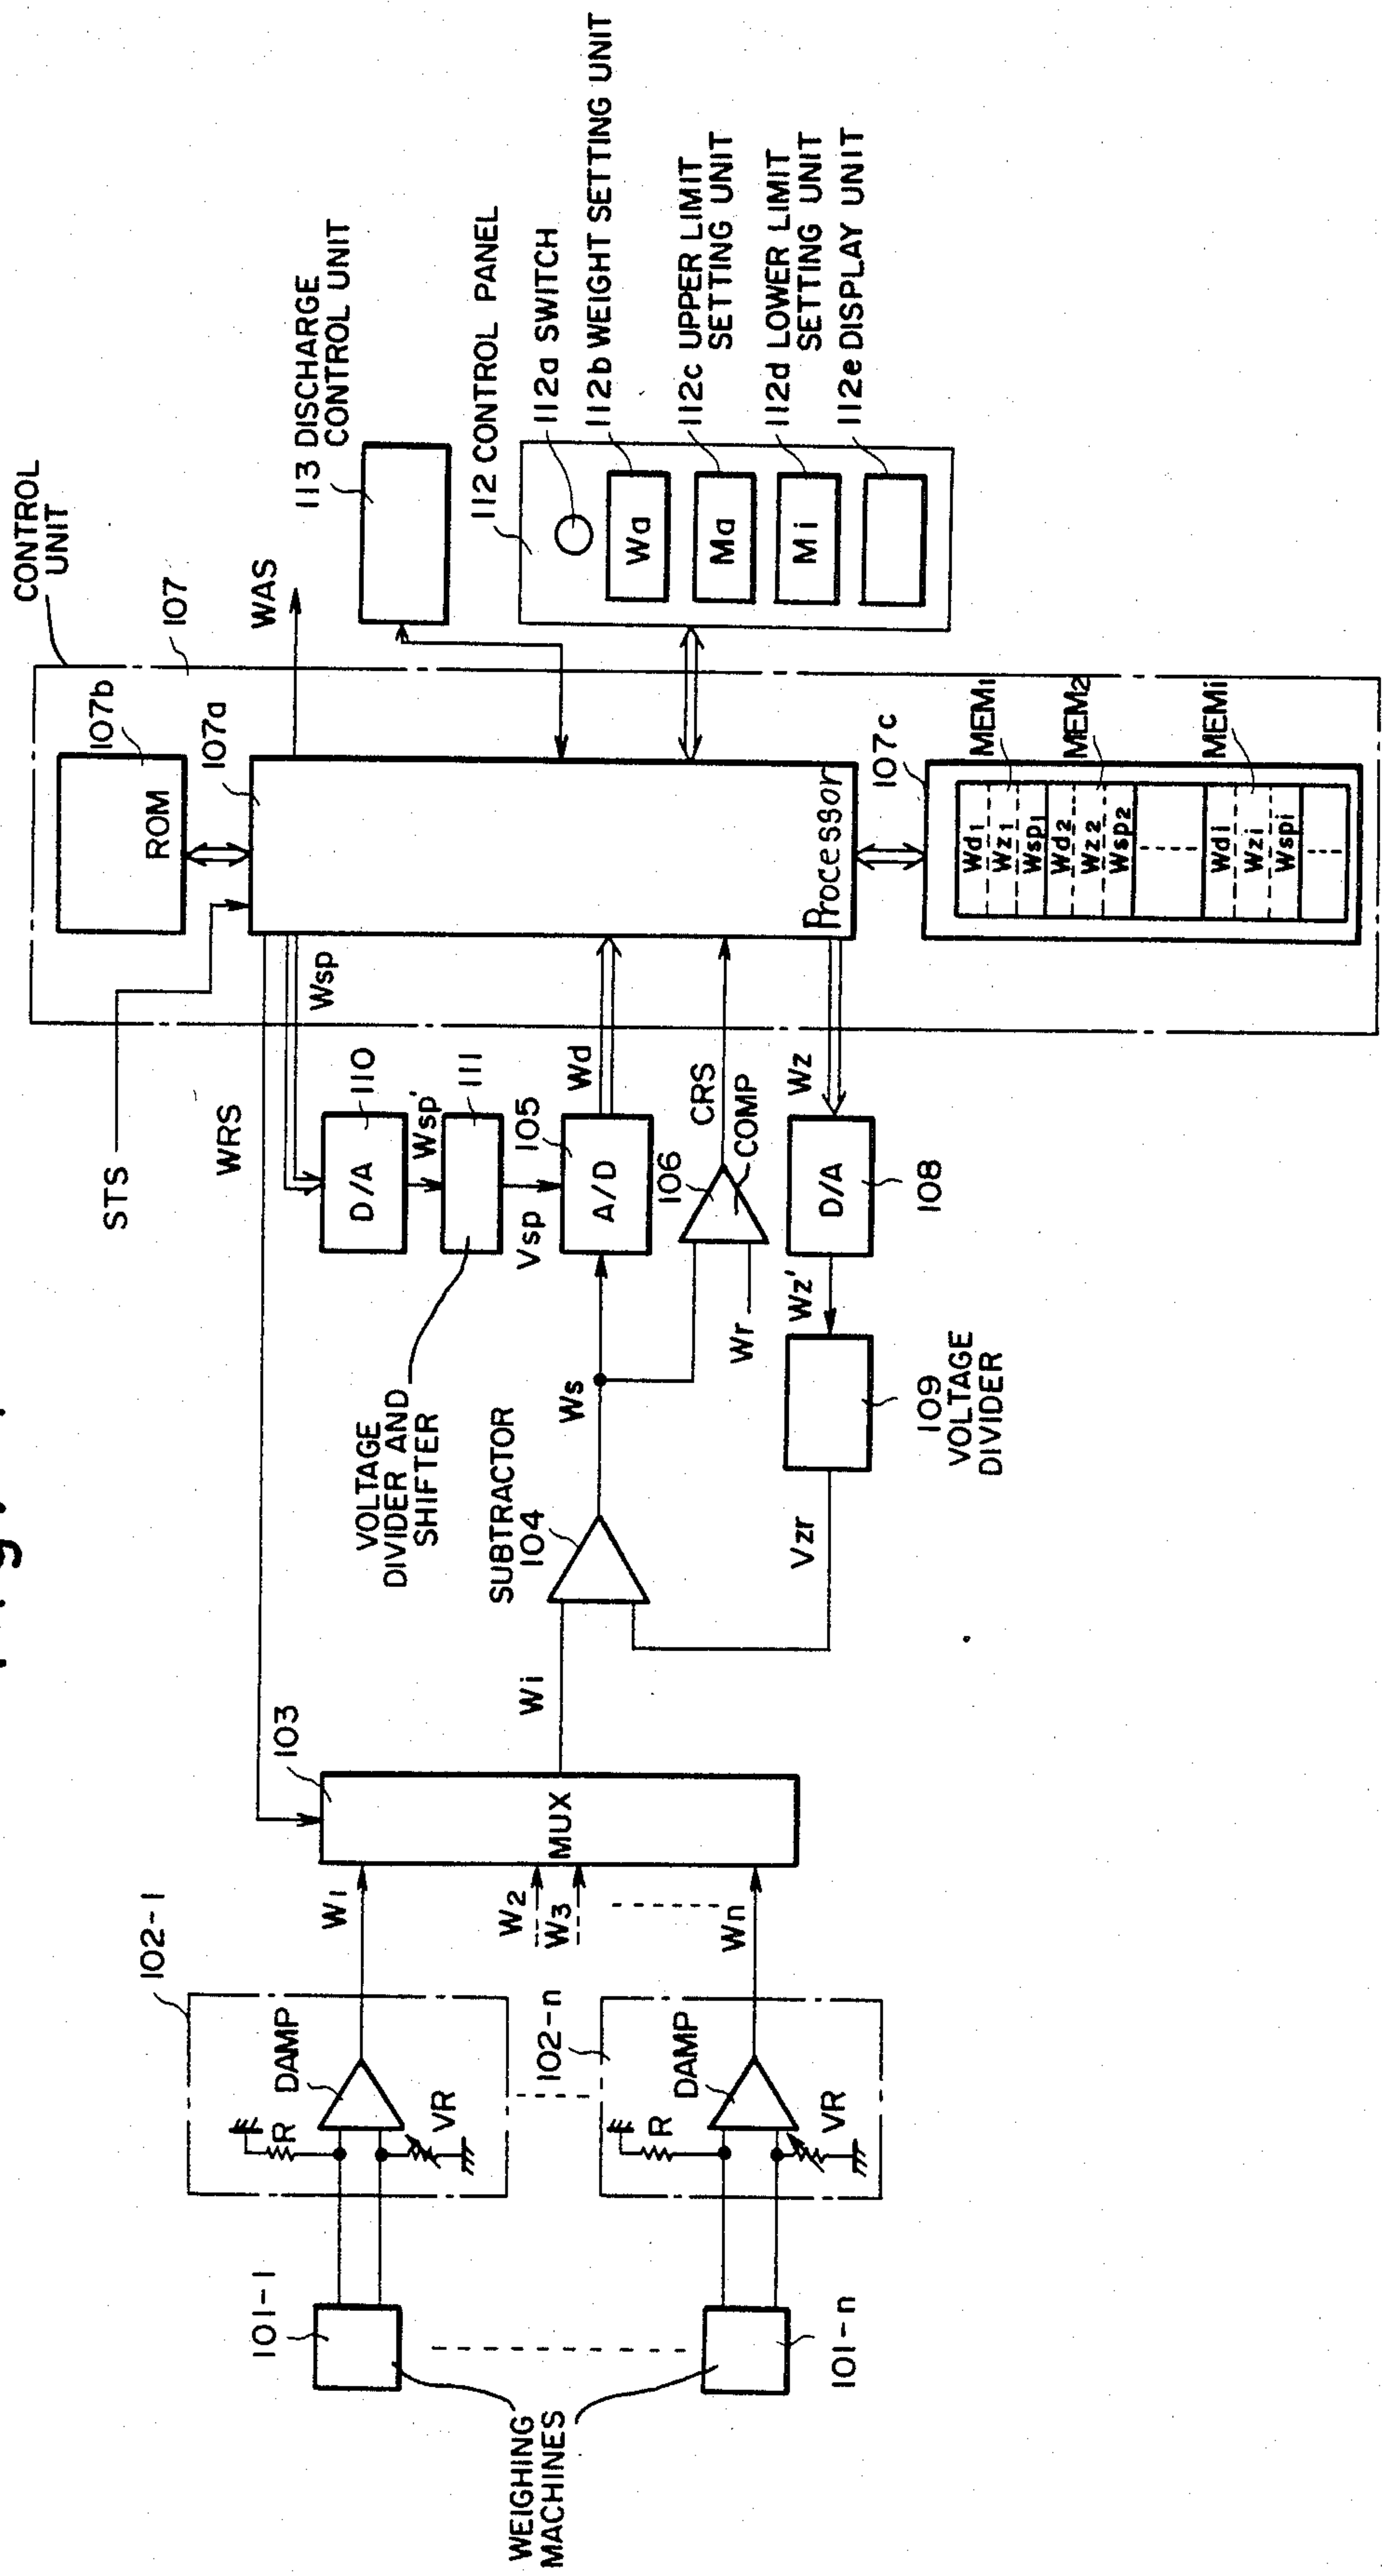 CONTROL
UNIT
107
107b
ROM
107a
Processor
WAS
STS
WRS
Wsp
D/A
110
Wsp'
111
VOLTAGE
DIVIDER AND
SHIFTER
Vsp
A/D
105
Wd
CRS
COMP
106
Wr
Wz
D/A
108
Wz'
109
VOLTAGE
DIVIDER
Vzr
Ws
SUBTRACTOR
104
Wi
103
MUX
W1
W2
W3
Wn
102-1
DAMP
R
VR
102-n
DAMP
R
VR
101-1
101-n
WEIGHING
MACHINES
113 DISCHARGE
CONTROL UNIT
112 CONTROL PANEL
112a SWITCH
112b WEIGHT SETTING UNIT
112c UPPER LIMIT
SETTING UNIT
112d LOWER LIMIT
SETTING UNIT
112e DISPLAY UNIT
Wa
Ma
Mi
107c
MEM1
MEM2
MEMi
Wd1
Wz1
Wsp1
Wd2
Wz2
Wsp2
Wdi
Wzi
Wspi